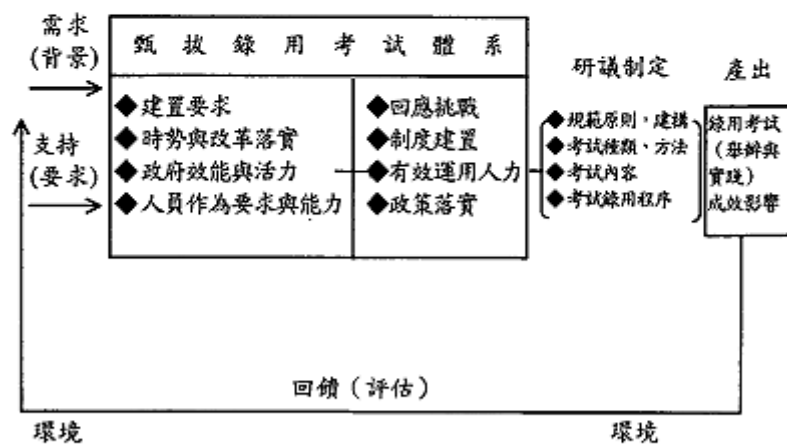 需求
(背景)
甄拔錄用考試體系
研議制定
產出
支持
(要求)
◆建置要求
◆時勢與改革落實
◆政府效能與活力
◆人員作為要求與能力
◆回應挑戰
◆制度建置
◆有效運用人力
◆政策落實
◆規範原則,建構
◆考試種類、方法
◆考試內容
◆考試錄用程序
錄用考試
(舉辦與
實踐)
成效影響
回饋(評估)
環境
環境